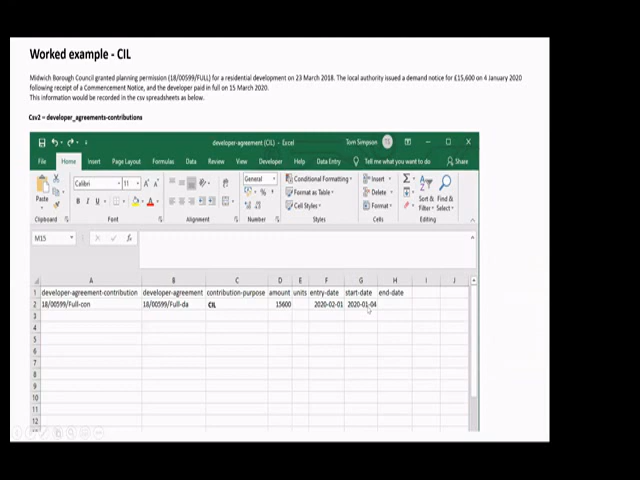 Worked example - CIL
Midwich Borough Council granted planning permission (18/00599/FULL) for a residential development on 23 March 2018. The local authority issued a demand notice for £15,600 on 4 January 2020
following receipt of a Commencement Notice, and the developer paid in full on 15 March 2020.
This information would be recorded in the csv spreadsheets as below.
Csv2 = developer_agreements-contributions
developer-agreement (CIL) - Excel
Tom Simpson
TS
File Home Insert Page Layout Formulas Data Review View Developer Help Data Entry Tell me what you want to do Share
Paste
Calibri 11
B I U
General
Conditional Formatting
Format as Table
Cell Styles
Insert
Delete
Format
Sort & Filter
Find & Select
Clipboard Font Alignment Number Styles Cells Editing
M15 fx
A B C D E F G H I J
1 developer-agreement-contribution developer-agreement contribution-purpose amount units entry-date start-date end-date
2 18/00599/Full-con 18/00599/Full-da CIL 15600 2020-02-01 2020-01-04
3
4
5
6
7
8
9
10
11
12